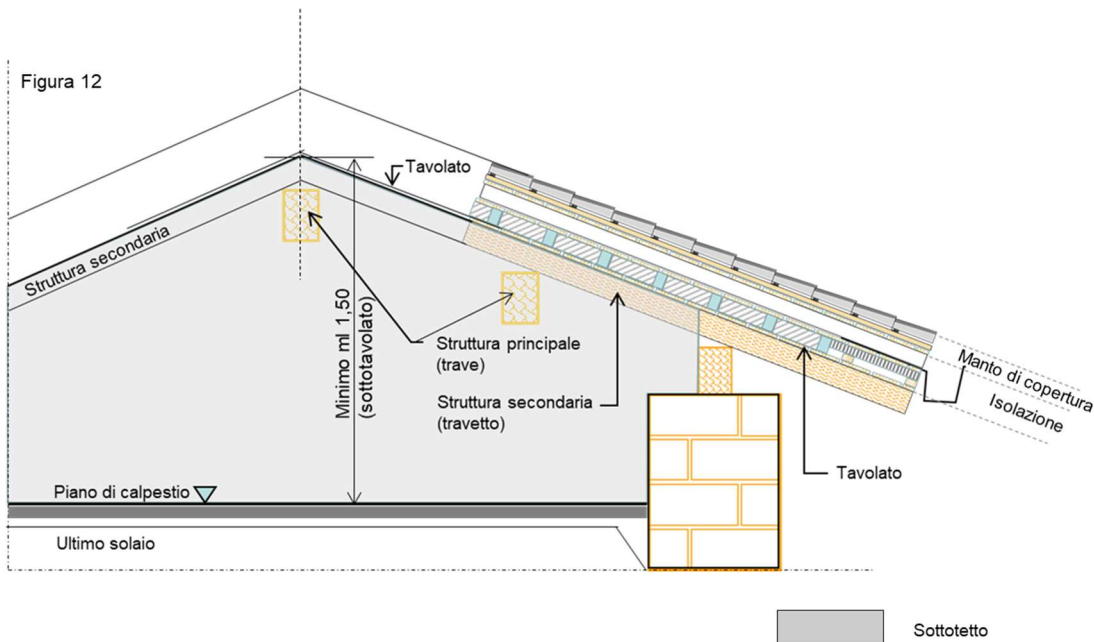 Figura 12
Tavolato
Struttura secondaria
Minimo ml 1,50
(sottotavolato)
Struttura principale
(trave)
Struttura secondaria
(travetto)
Manto di copertura
Isolazione
Tavolato
Piano di calpestio
Ultimo solaio
Sottotetto